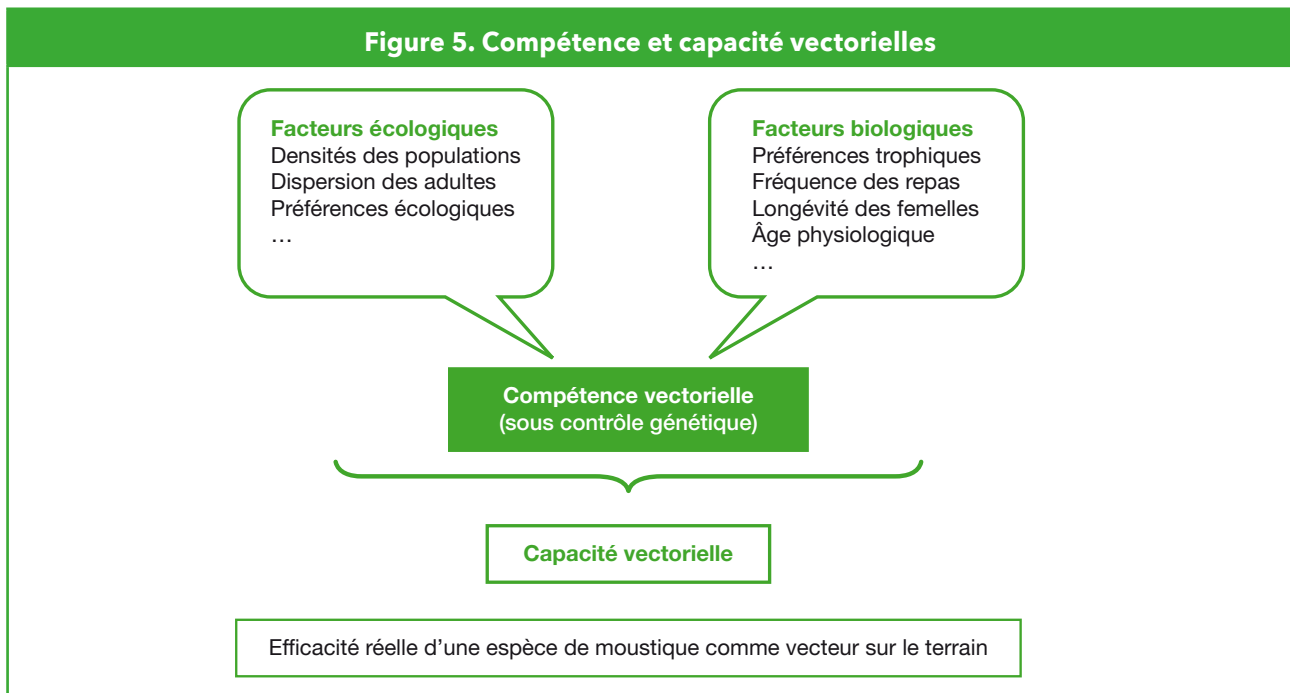 Figure 5. Compétence et capacité vectorielles
Facteurs écologiques
Densités des populations
Dispersion des adultes
Préférences écologiques
…
Facteurs biologiques
Préférences trophiques
Fréquence des repas
Longévité des femelles
Âge physiologique
…
Compétence vectorielle
(sous contrôle génétique)
Capacité vectorielle
Efficacité réelle d’une espèce de moustique comme vecteur sur le terrain